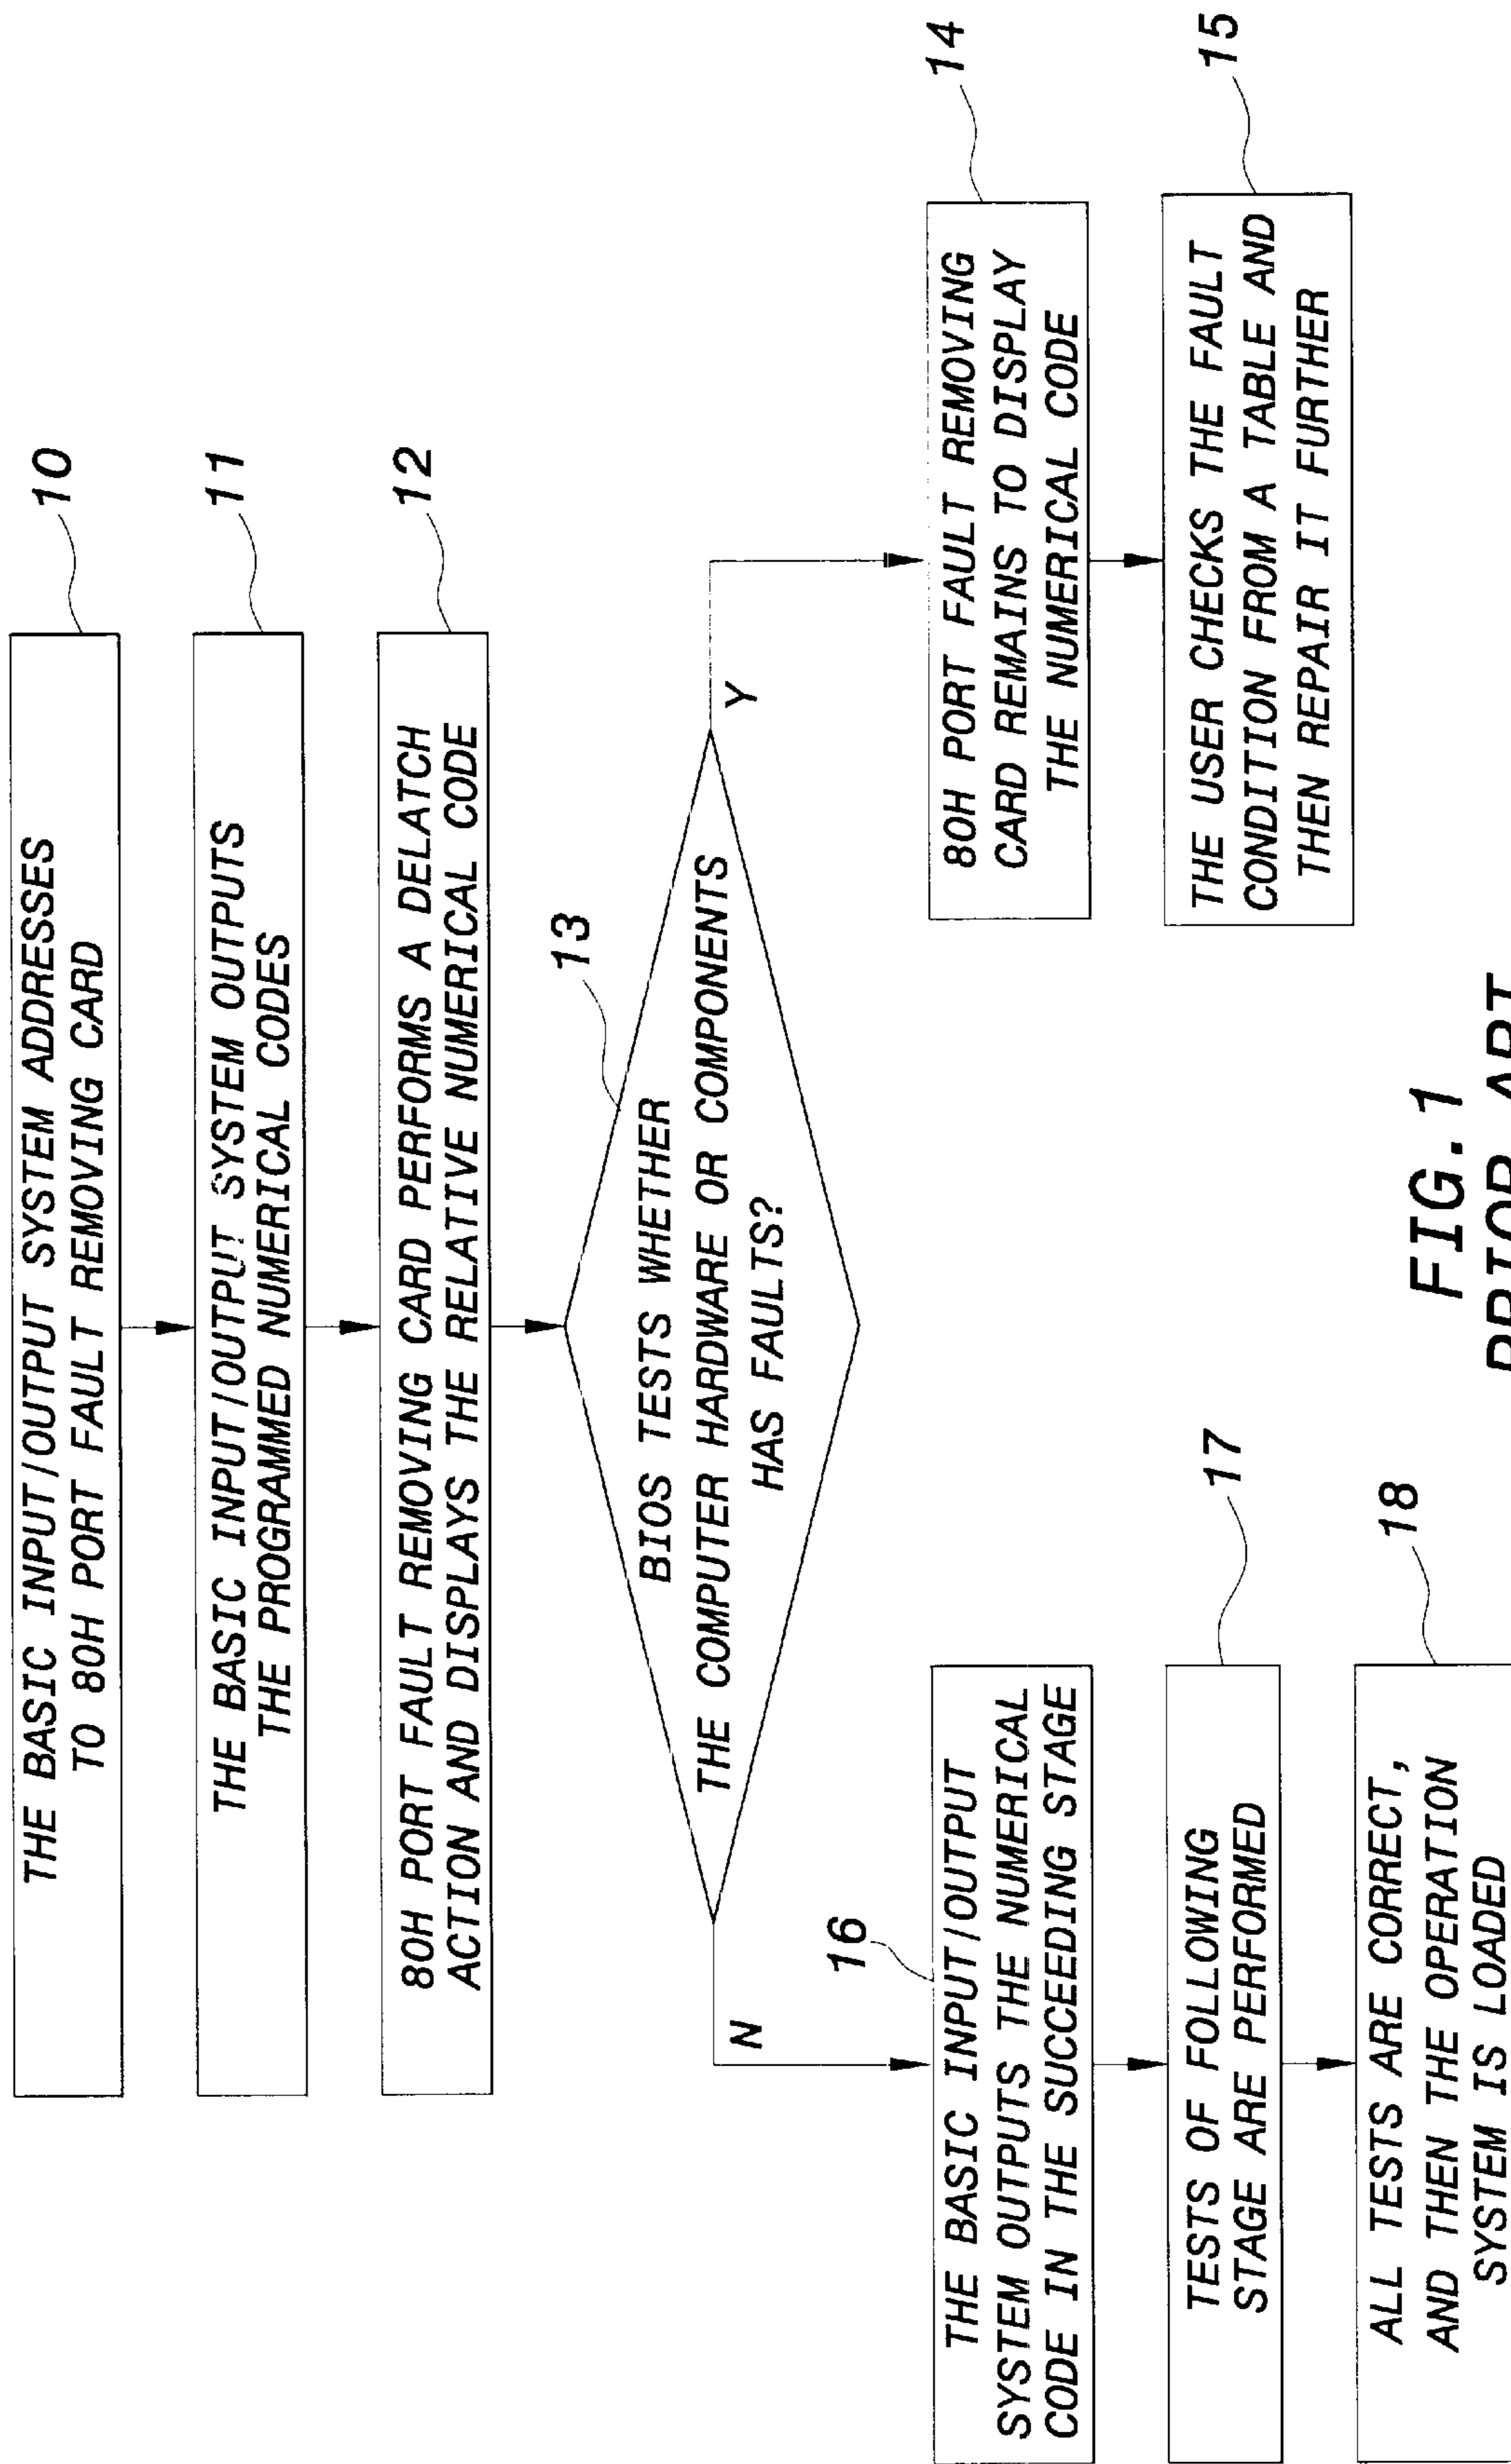 THE BASIC INPUT/OUTPUT SYSTEM ADDRESSES
TO 80H PORT FAULT REMOVING CARD
10
THE BASIC INPUT/OUTPUT SYSTEM OUTPUTS
THE PROGRAMMED NUMERICAL CODES
11
80H PORT FAULT REMOVING CARD PERFORMS A DELATCH
ACTION AND DISPLAYS THE RELATIVE NUMERICAL CODE
12
13
BIOS TESTS WHETHER
THE COMPUTER HARDWARE OR COMPONENTS
HAS FAULTS?
N
Y
16
THE BASIC INPUT/OUTPUT
SYSTEM OUTPUTS THE NUMERICAL
CODE IN THE SUCCEEDING STAGE
TESTS OF FOLLOWING
STAGE ARE PERFORMED
17
ALL TESTS ARE CORRECT,
AND THEN THE OPERATION
SYSTEM IS LOADED
18
80H PORT FAULT REMOVING
CARD REMAINS TO DISPLAY
THE NUMERICAL CODE
14
THE USER CHECKS THE FAULT
CONDITION FROM A TABLE AND
THEN REPAIR IT FURTHER
15
FIG.1
PRIOR ART